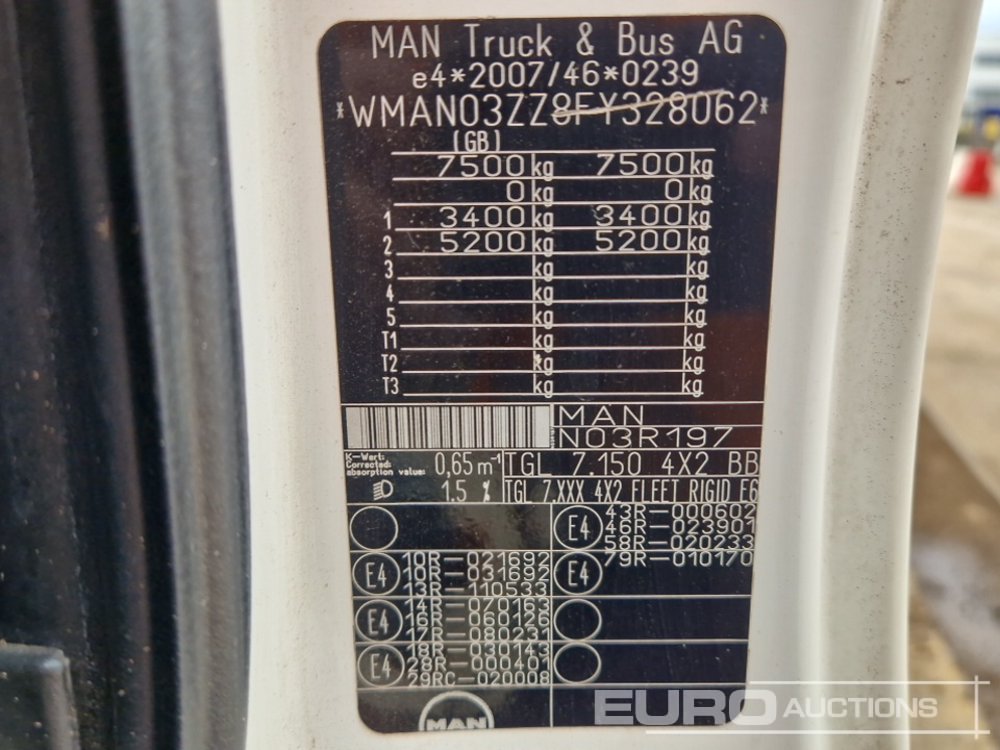 MAN Truck & Bus AG
e4*2007/46*0239
*WMAN03ZZ8FY328062*
(GB)
7500 kg 7500 kg
0 kg 0 kg
1 3400 kg 3400 kg
2 5200 kg 5200 kg
3 kg kg
4 kg kg
5 kg kg
T1 kg kg
T2 kg kg
T3 kg kg
MAN
N03R197
K-Wert:
Corrected
absorption value: 0,65 m-1
TGL 7.150 4X2 BB
1.5 %
TGL 7.XXX 4X2 FLEET RIGID E6
E4
43R-000602
46R-023901
58R-020233
E4
79R-010170
E4
10R-021692
10R-031692
13R-110533
E4
14R-070163
16R-060126
17R-080231
E4
18R-030143
28R-000401
29RC-020008
MAN
EURO AUCTIONS